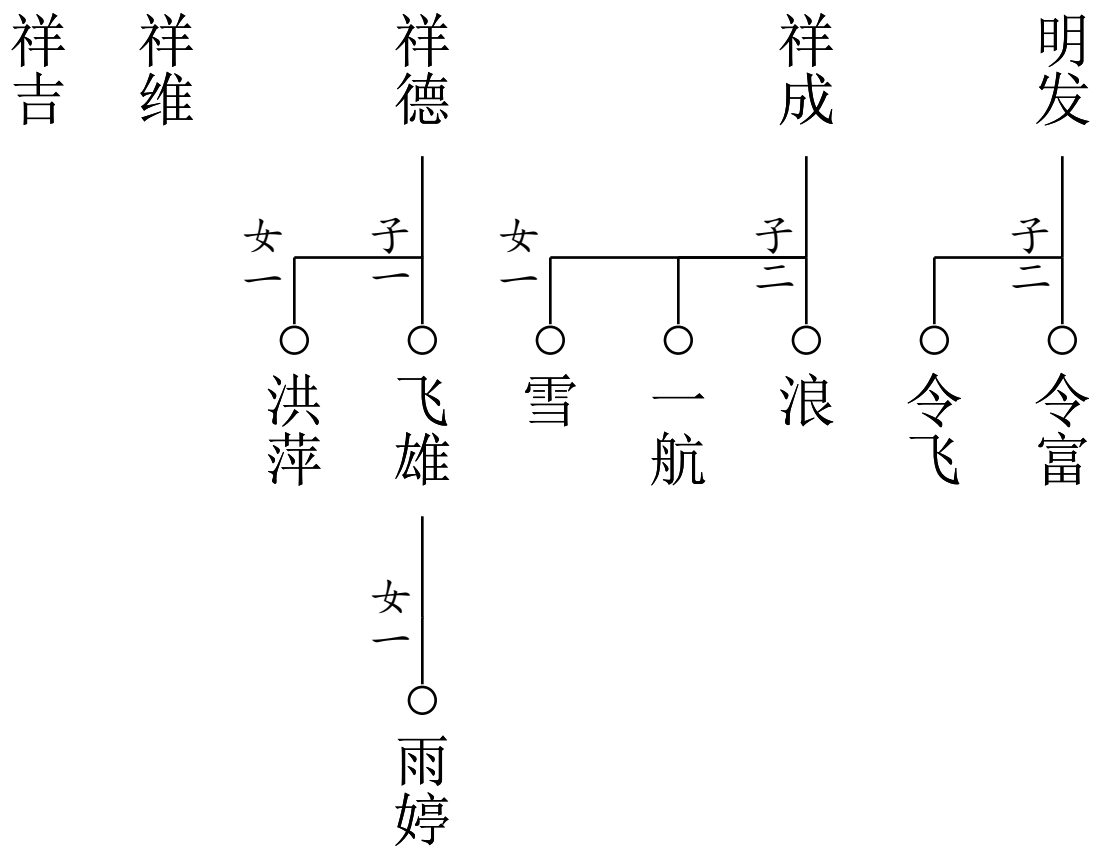 明发
祥成
祥德
祥维
祥吉
子二
子二
女一
子一
女一
令富
令飞
浪
一航
雪
飞雄
洪萍
女一
雨婷